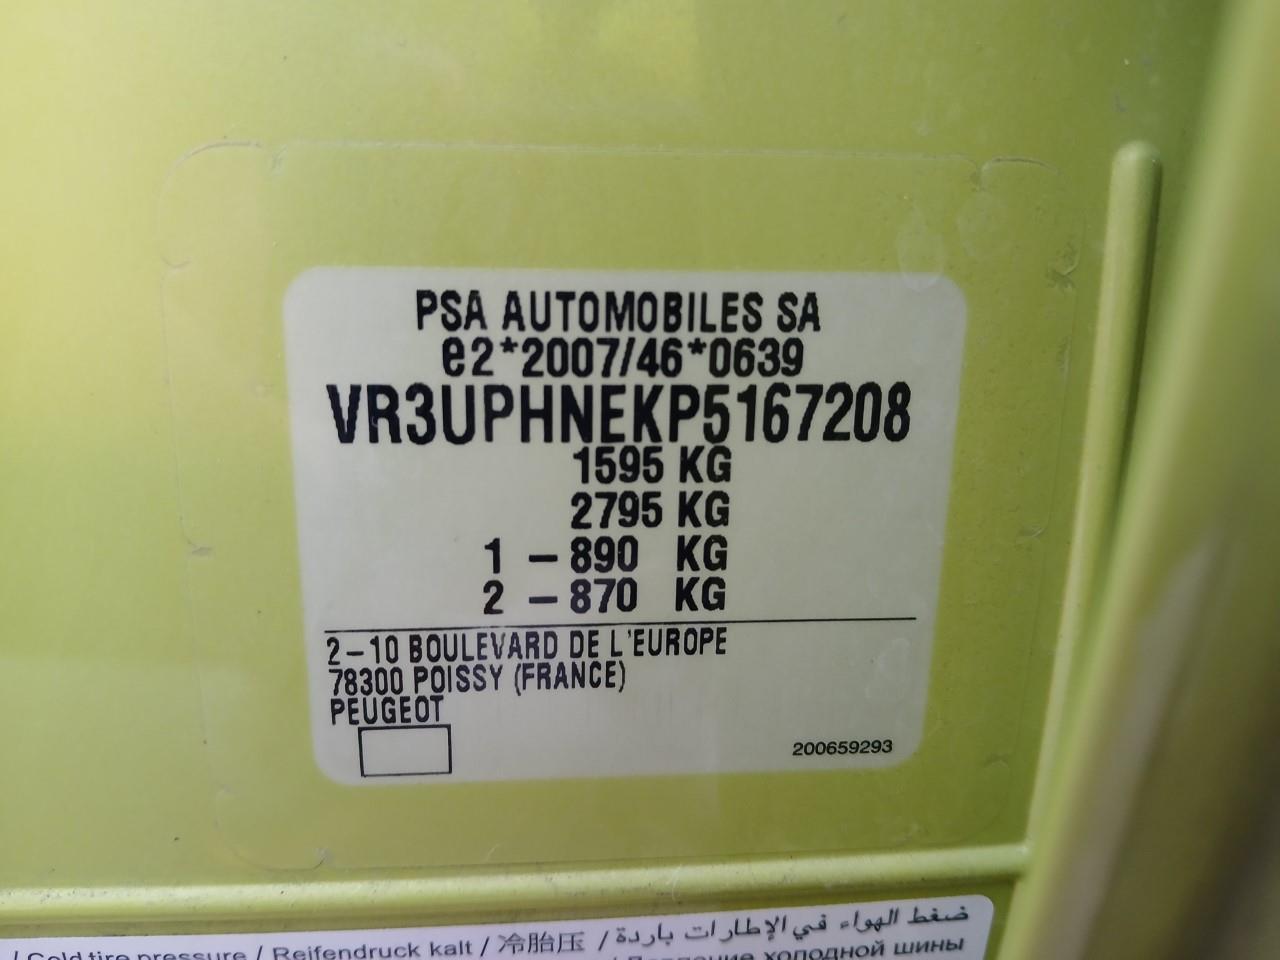 PSA AUTOMOBILES SA
e2*2007/46*0639
VR3UPHNEKP5167208
1595 KG
2795 KG
1 – 890 KG
2 – 870 KG
2–10 BOULEVARD DE L'EUROPE
78300 POISSY (FRANCE)
PEUGEOT
200659293
ضغط الهواء في الإطارات باردة
/ Cold tire pressure / Reifendruck kalt / 冷胎压 /
холодной шины